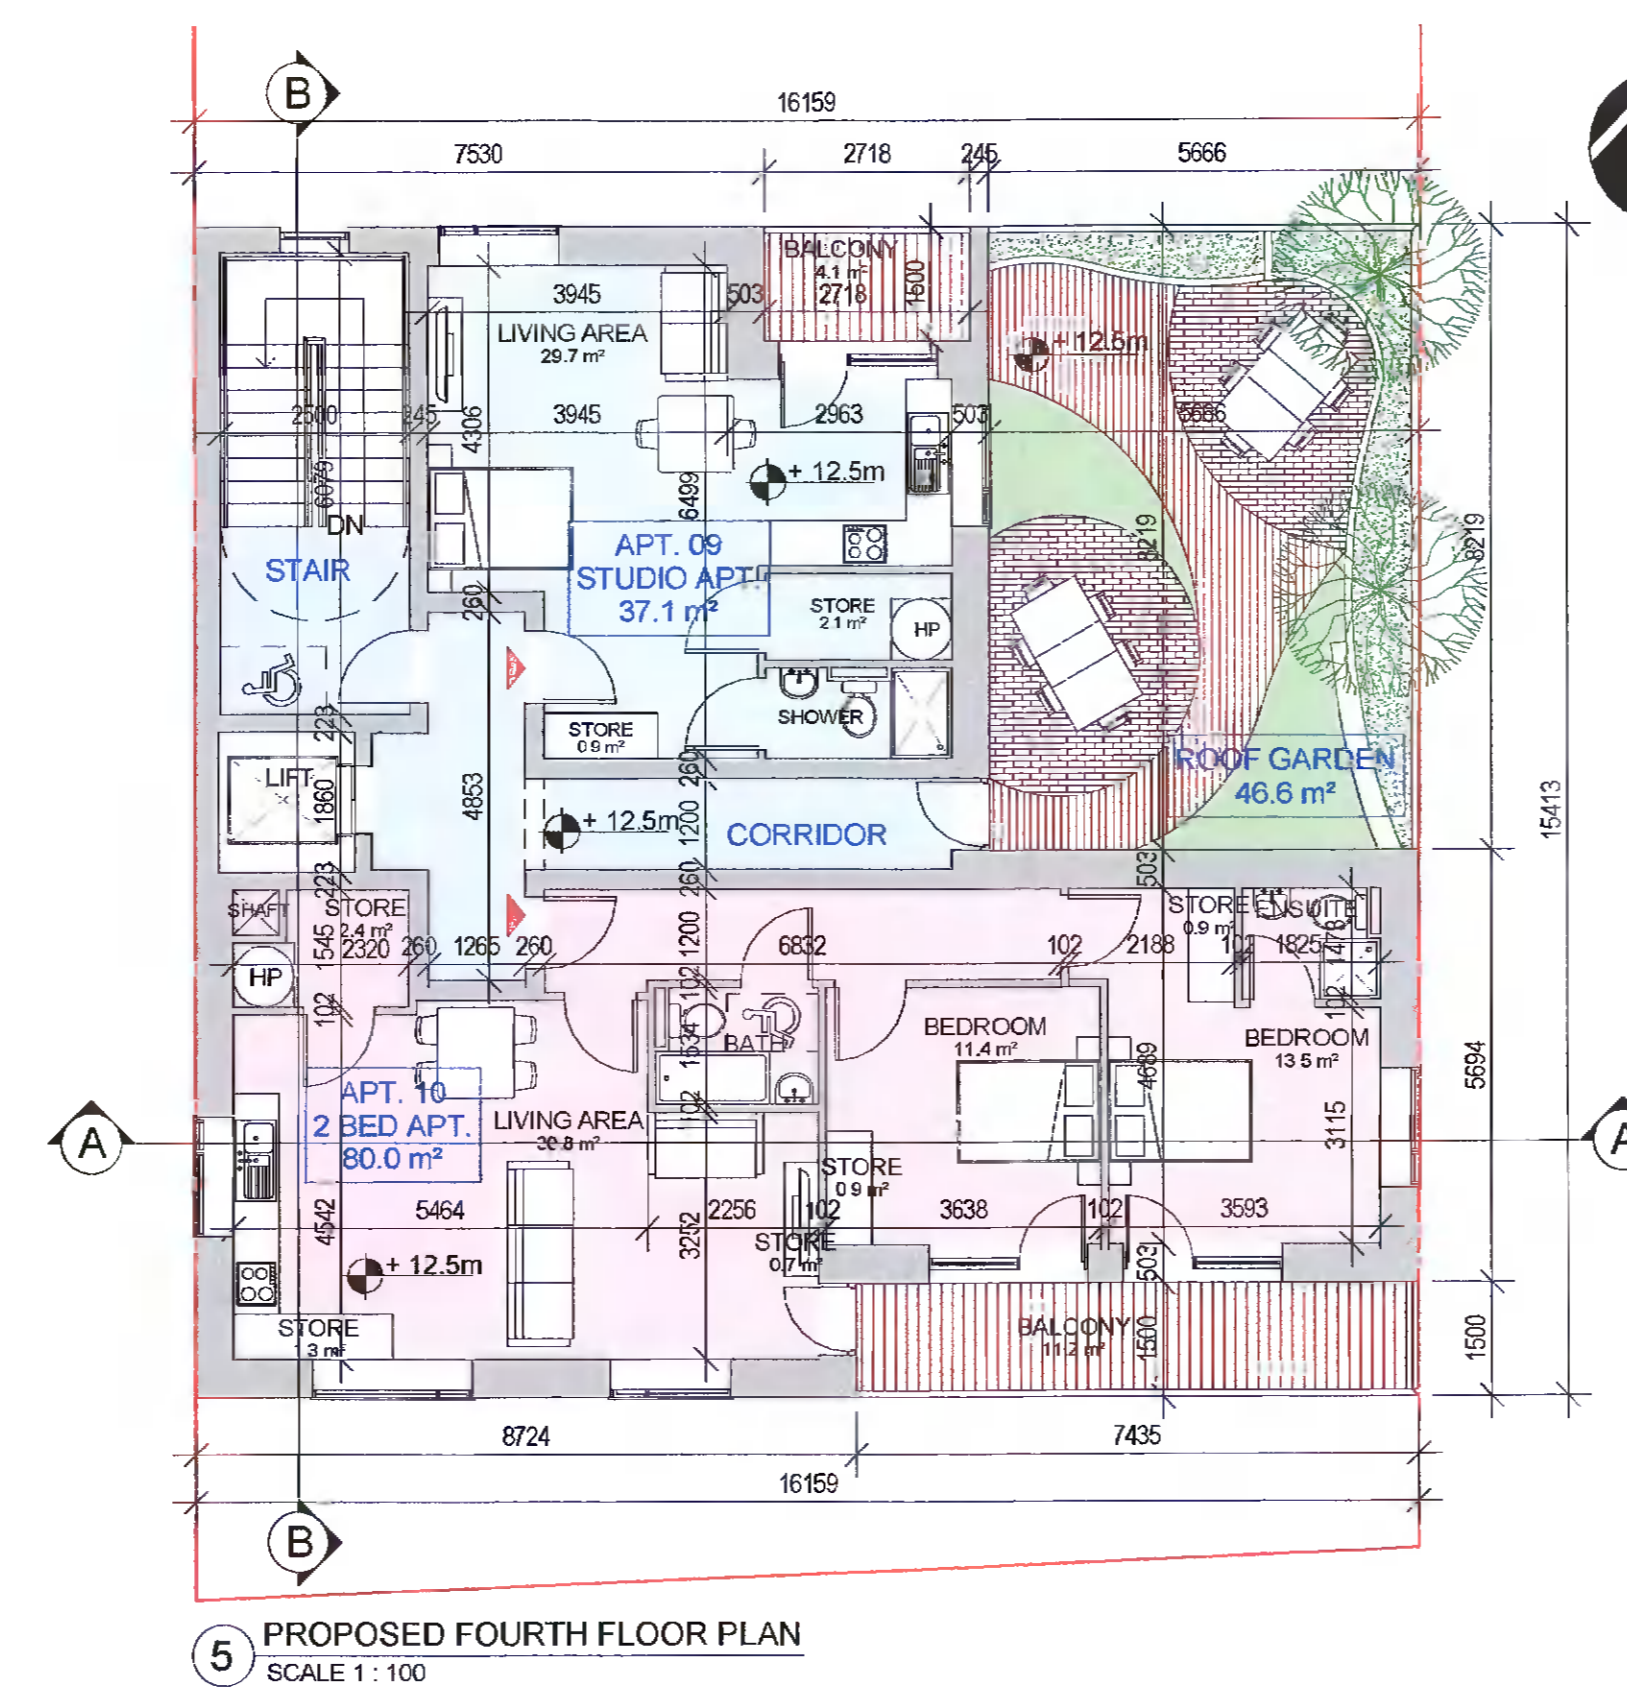 B
16159
7530
2718
245
5666
BALCONY
4.1 m²
2718
1500
3945
503
LIVING AREA
29.7 m²
+ 12.5m
2500
245
4306
3945
2963
503
5666
6079
DN
STAIR
6499
+ 12.5m
APT. 09
STUDIO APT.
37.1 m²
8219
8219
260
STORE
2.1 m²
HP
SHOWER
STORE
0.9 m²
223
LIFT
1860
4853
260
+ 12.5m
1200
CORRIDOR
ROOF GARDEN
46.6 m²
15413
223
260
503
SHAFT
STORE
2.4 m²
1545
2320
260
1265
260
1200
6832
102
2188
STORE
0.9 m²
102
ENSUITE
1825
1478
HP
102
102
1534
BATH
BEDROOM
11.4 m²
BEDROOM
13.5 m²
102
4689
5694
APT. 10
2 BED APT.
80.0 m²
LIVING AREA
30.8 m²
102
3115
A
A
STORE
0.9 m²
4542
5464
2256
102
3252
3638
102
3593
STORE
0.7 m²
503
+ 12.5m
STORE
BALCONY
11.2 m²
1500
1500
8724
7435
16159
B
5
PROPOSED FOURTH FLOOR PLAN
SCALE 1 : 100